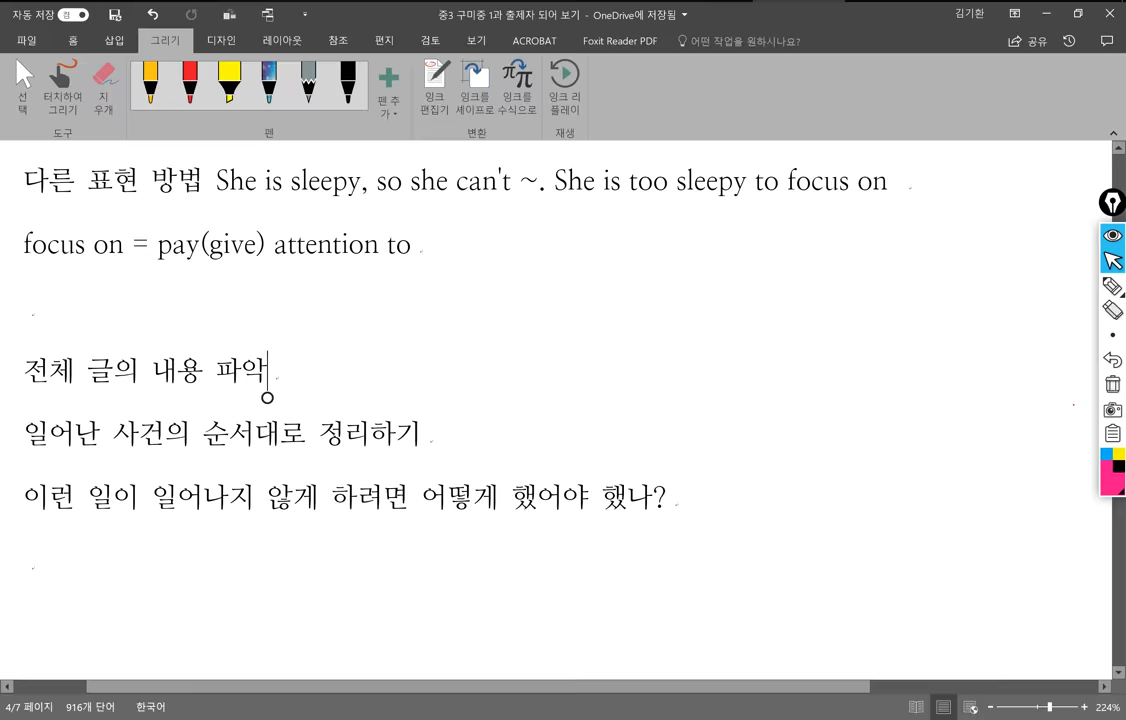 자동 저장 컴
중3 구미중 1과 출제자 되어 보기 - OneDrive에 저장됨
김기환
파일 홈 삽입 그리기 디자인 레이아웃 참조 편지 검토 보기 ACROBAT Foxit Reader PDF 어떤 작업을 원하시나요? 공유
선택 터치하여 그리기 지우개
펜 추가
잉크 편집기 잉크를 셰이프로 잉크를 수식으로 잉크 리플레이
도구 펜 변환 재생
다른 표현 방법 She is sleepy, so she can't ~. She is too sleepy to focus on
focus on = pay(give) attention to
전체 글의 내용 파악
일어난 사건의 순서대로 정리하기
이런 일이 일어나지 않게 하려면 어떻게 했어야 했나?
4/7 페이지 916개 단어 한국어 224%